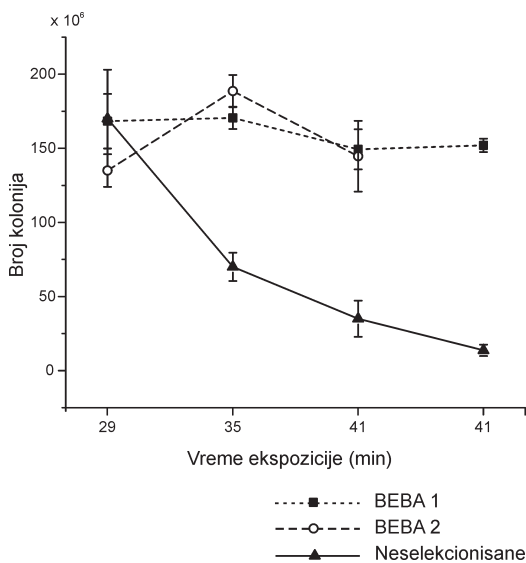 x 10⁶
200
150
100
50
0
Broj kolonija
29 35 41 41
Vreme ekspozicije (min)
BEBA 1
BEBA 2
Neselekcionisane